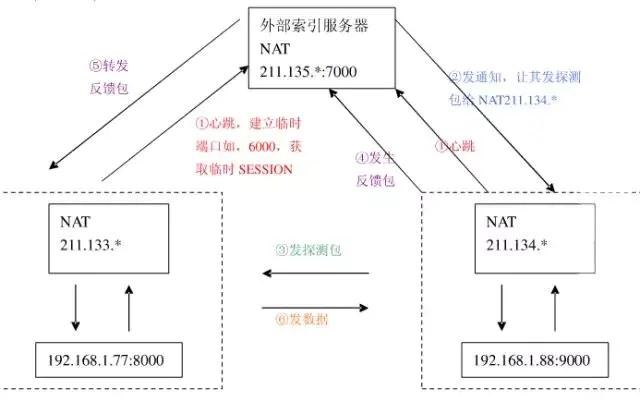 外部索引服务器
NAT
211.135.*:7000
⑤转发
反馈包
②发通知，让其发探测
包给 NAT211.134.*
①心跳，建立临时
端口如，6000，获
取临时 SESSION
④发生
反馈包
①心跳
NAT
211.133.*
NAT
211.134.*
③发探测包
⑥发数据
192.168.1.77:8000
192.168.1.88:9000